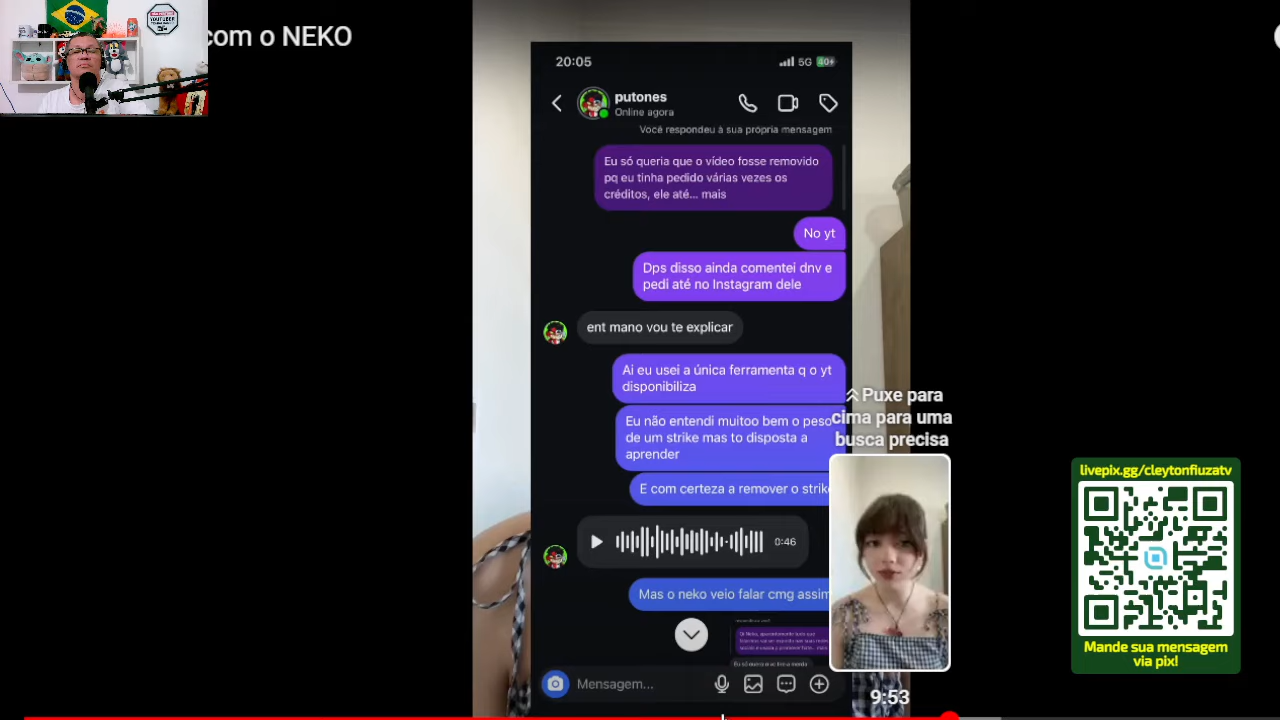 com o NEKO
YOUTUBER
20:05
5G
40+
putones
Online agora
Você respondeu à sua própria mensagem
Eu só queria que o vídeo fosse removido
pq eu tinha pedido várias vezes os
créditos, ele até... mais
No yt
Dps disso ainda comentei dnv e
pedi até no Instagram dele
ent mano vou te explicar
Ai eu usei a única ferramenta q o yt
disponibiliza
Eu não entendi muitoo bem o peso
de um strike mas to disposta a
aprender
E com certeza a remover o strike
0:46
Mas o neko veio falar cmg assim
Mensagem...
Puxe para
cima para uma
busca precisa
9:53
livepix.gg/cleytonfiuzatv
Mande sua mensagem
via pix!